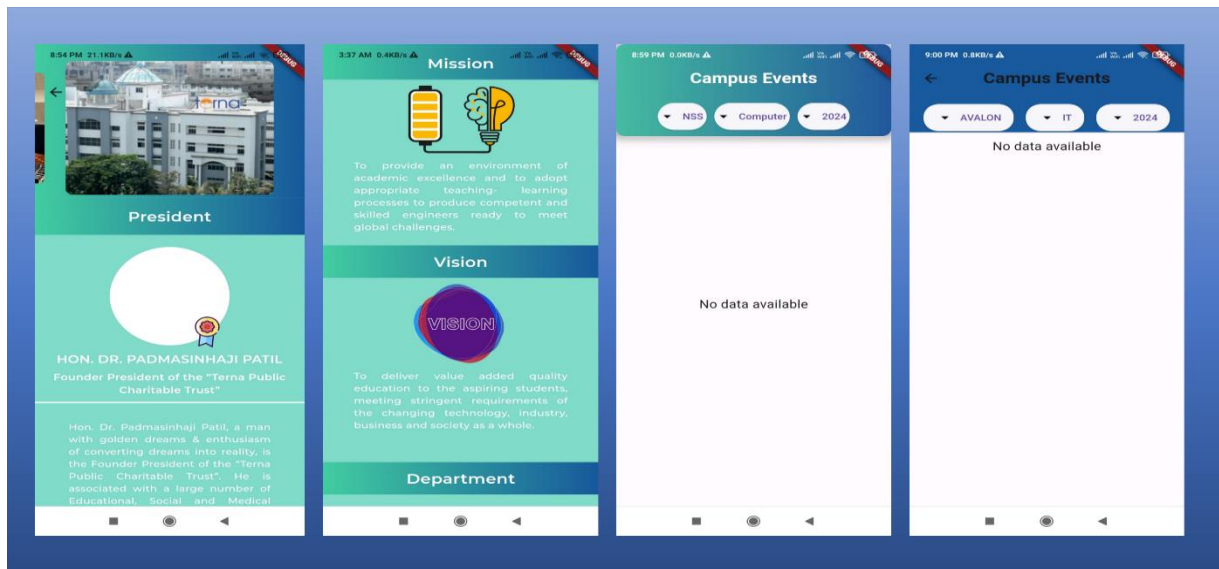 8:54 PM 21.1KB/s
DEBUG
terna
President
HON. DR. PADMASINHAJI PATIL
Founder President of the "Terna Public
Charitable Trust"
Hon. Dr. Padmasinhaji Patil, a man
with golden dreams & enthusiasm
of converting dreams into reality, is
the Founder President of the "Terna
Public Charitable Trust". He is
associated with a large number of
Educational, Social and Medical
3:37 AM 0.4KB/s
DEBUG
Mission
To provide an environment of
academic excellence and to adopt
appropriate teaching- learning
processes to produce competent and
skilled engineers ready to meet
global challenges.
Vision
VISION
To deliver value added quality
education to the aspiring students,
meeting stringent requirements of
the changing technology, industry,
business and society as a whole.
Department
8:59 PM 0.0KB/s
DEBUG
Campus Events
NSS Computer 2024
No data available
9:00 PM 0.8KB/s
DEBUG
Campus Events
AVALON IT 2024
No data available